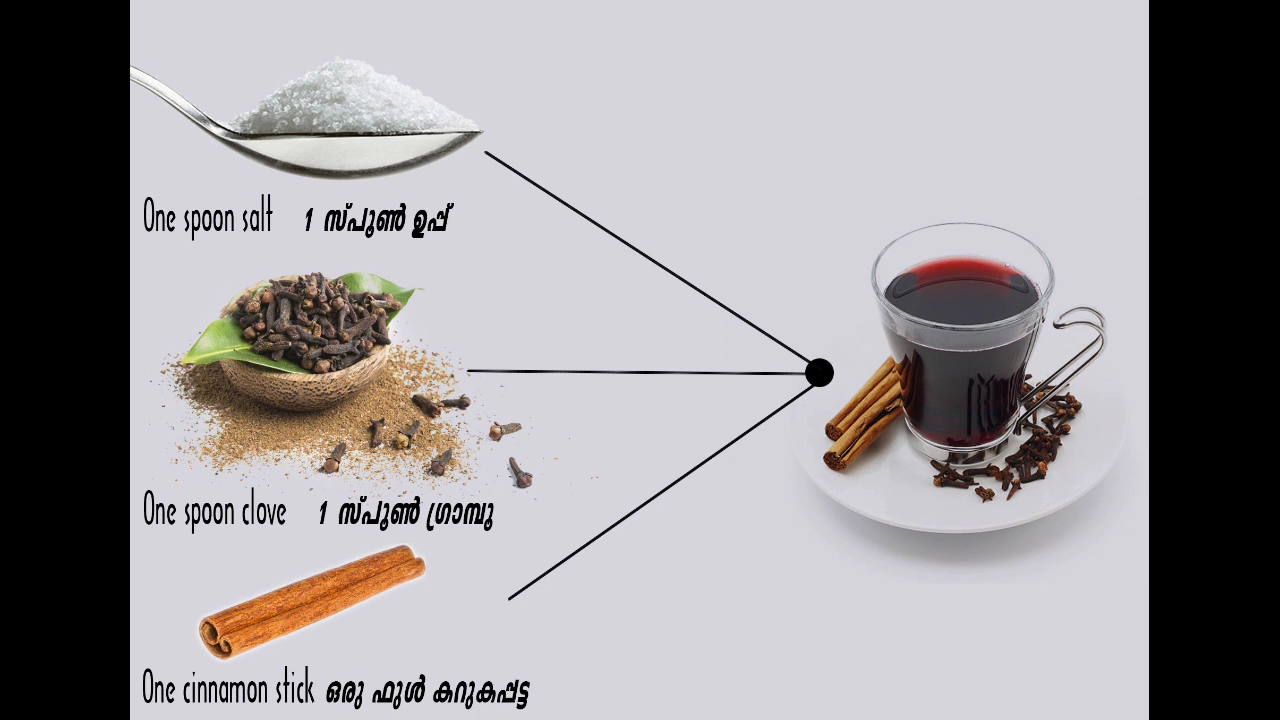 One spoon salt 1 സ്പൂൺ ഉപ്പ്
One spoon clove 1 സ്പൂൺ ഗ്രാമ്പൂ
One cinnamon stick ഒരു ഫുൾ കറുകപ്പട്ട